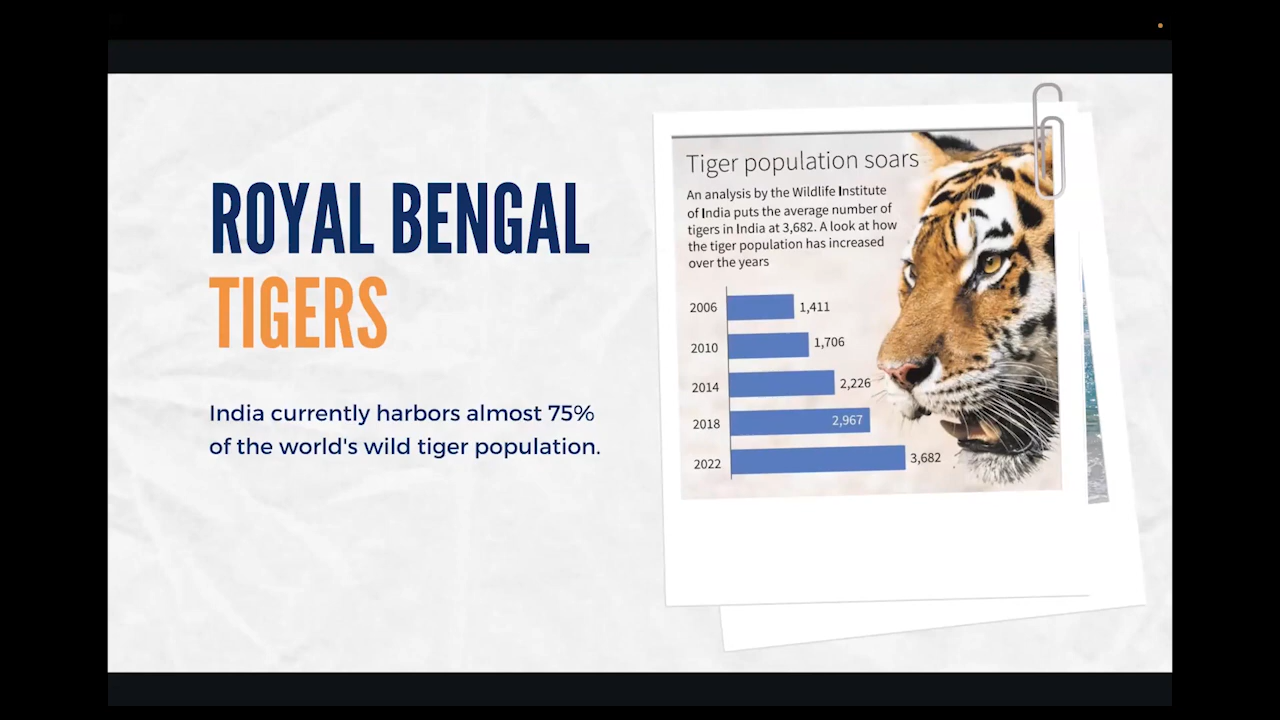 ROYAL BENGAL
TIGERS
India currently harbors almost 75%
of the world's wild tiger population.
Tiger population soars
An analysis by the Wildlife Institute
of India puts the average number of
tigers in India at 3,682. A look at how
the tiger population has increased
over the years
2006 1,411
2010 1,706
2014 2,226
2018 2,967
2022 3,682